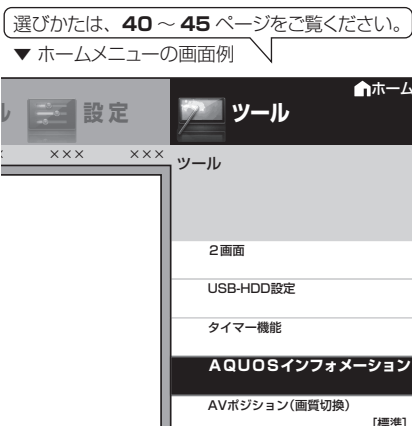 選びかたは、40 ～ 45 ページをご覧ください。
▼ ホームメニューの画面例
ホーム
設定
ツール
××× ×××
ツール
2画面
USB-HDD設定
タイマー機能
AQUOSインフォメーション
AVポジション(画質切換)
[標準]